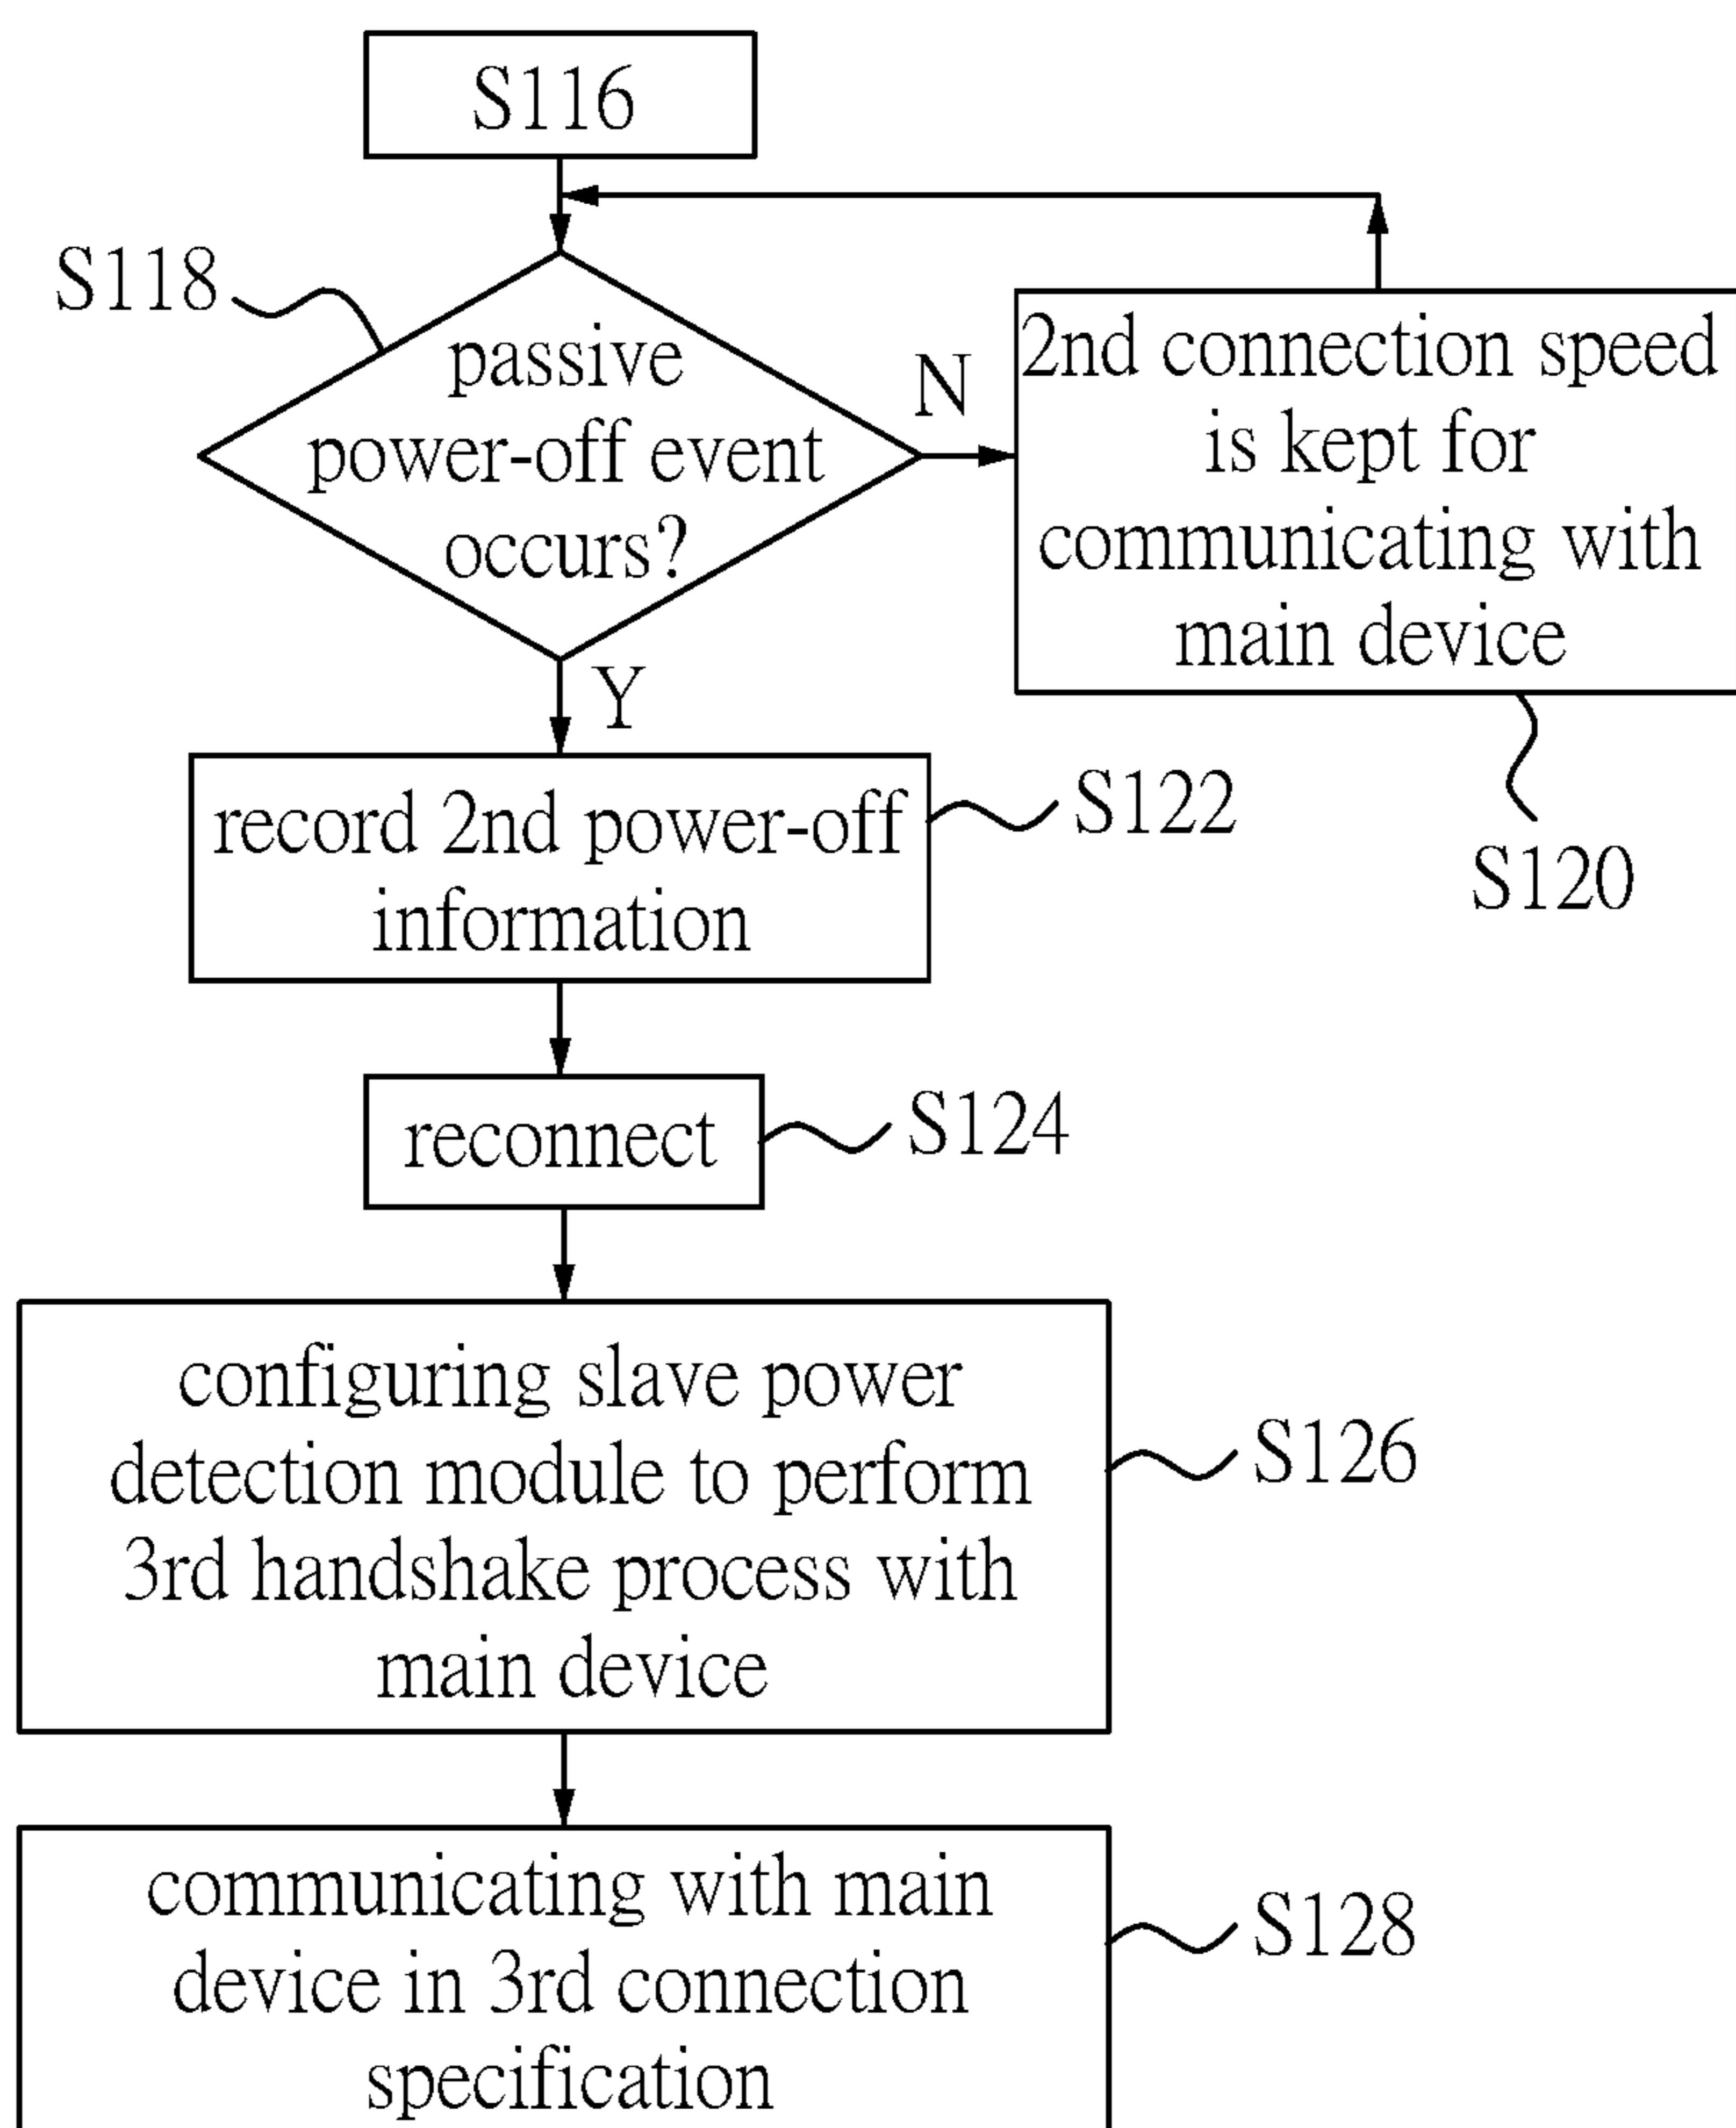 S116
S118
passive
power-off event
occurs?
N
2nd connection speed
is kept for
communicating with
main device
S120
Y
record 2nd power-off
information
S122
reconnect
S124
configuring slave power
detection module to perform
3rd handshake process with
main device
S126
communicating with main
device in 3rd connection
specification
S128